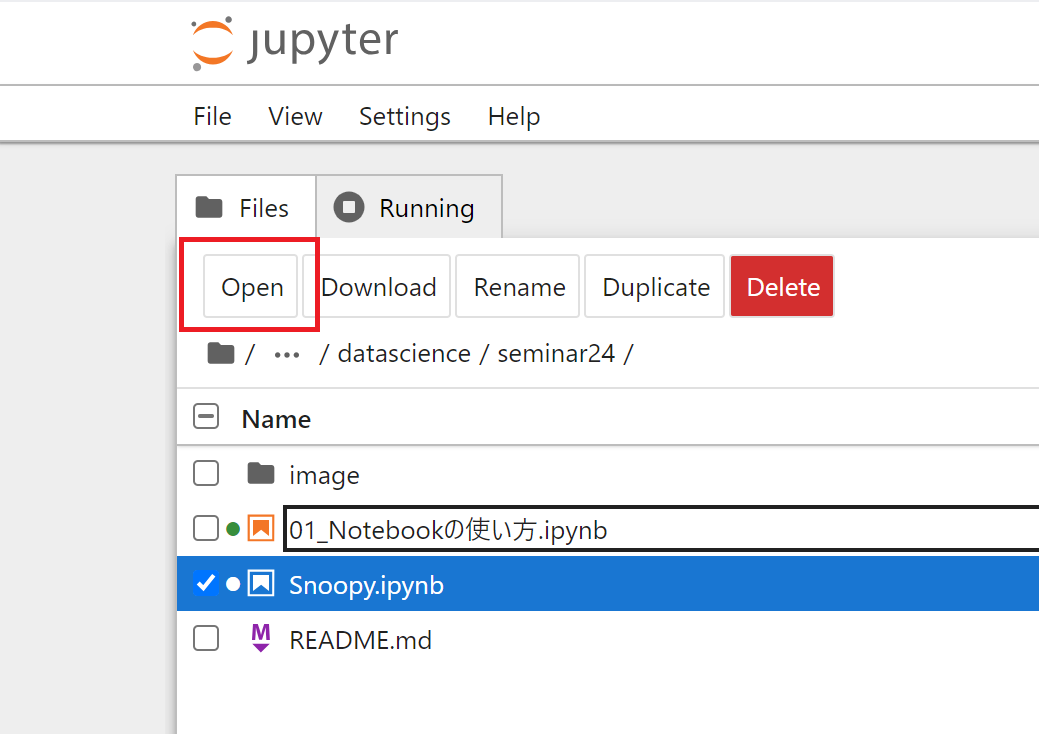 jupyter
File View Settings Help
Files Running
Open Download Rename Duplicate Delete
/ ... / datascience / seminar24 /
Name
image
01_Notebookの使い方.ipynb
Snoopy.ipynb
M README.md